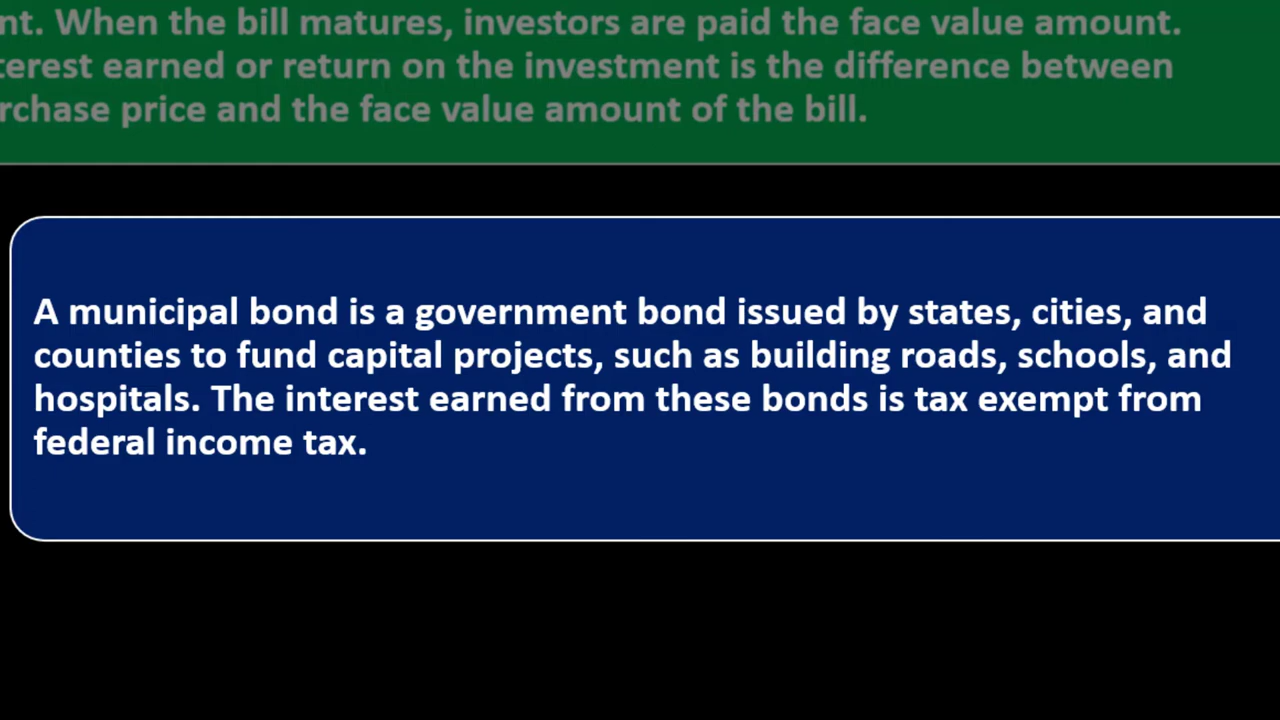 When the bill matures, investors are paid the face value amount.
earned or return on the investment is the difference between
price and the face value amount of the bill.
A municipal bond is a government bond issued by states, cities, and
counties to fund capital projects, such as building roads, schools, and
hospitals. The interest earned from these bonds is tax exempt from
federal income tax.